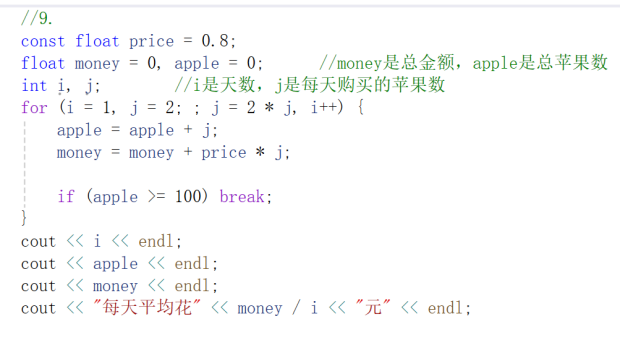 //9.
const float price = 0.8;
float money = 0, apple = 0;      //money是总金额，apple是总苹果数
int i, j;        //i是天数，j是每天购买的苹果数
for (i = 1, j = 2; ; j = 2 * j, i++) {
    apple = apple + j;
    money = money + price * j;
    if (apple >= 100) break;
}
cout << i << endl;
cout << apple << endl;
cout << money << endl;
cout << "每天平均花" << money / i << "元" << endl;